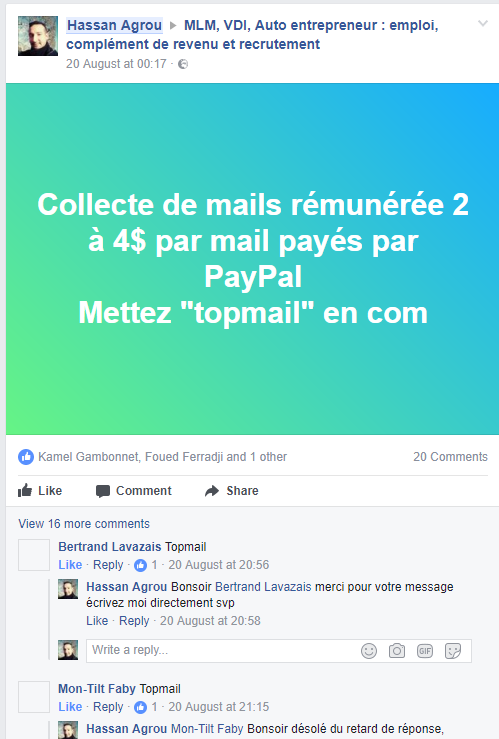 Hassan Agrou ▸ MLM, VDI, Auto entrepreneur : emploi,
complément de revenu et recrutement
20 August at 00:17 ·
Collecte de mails rémunérée 2
à 4$ par mail payés par
PayPal
Mettez "topmail" en com
Kamel Gambonnet, Foued Ferradji and 1 other 20 Comments
Like Comment Share
View 16 more comments
Bertrand Lavazais Topmail
Like · Reply · 1 · 20 August at 20:56
Hassan Agrou Bonsoir Bertrand Lavazais merci pour votre message
écrivez moi directement svp
Like · Reply · 20 August at 20:58
Write a reply... GIF
Mon-Tilt Faby Topmail
Like · Reply · 1 · 20 August at 21:15
Hassan Agrou Mon-Tilt Faby Bonsoir désolé du retard de réponse,